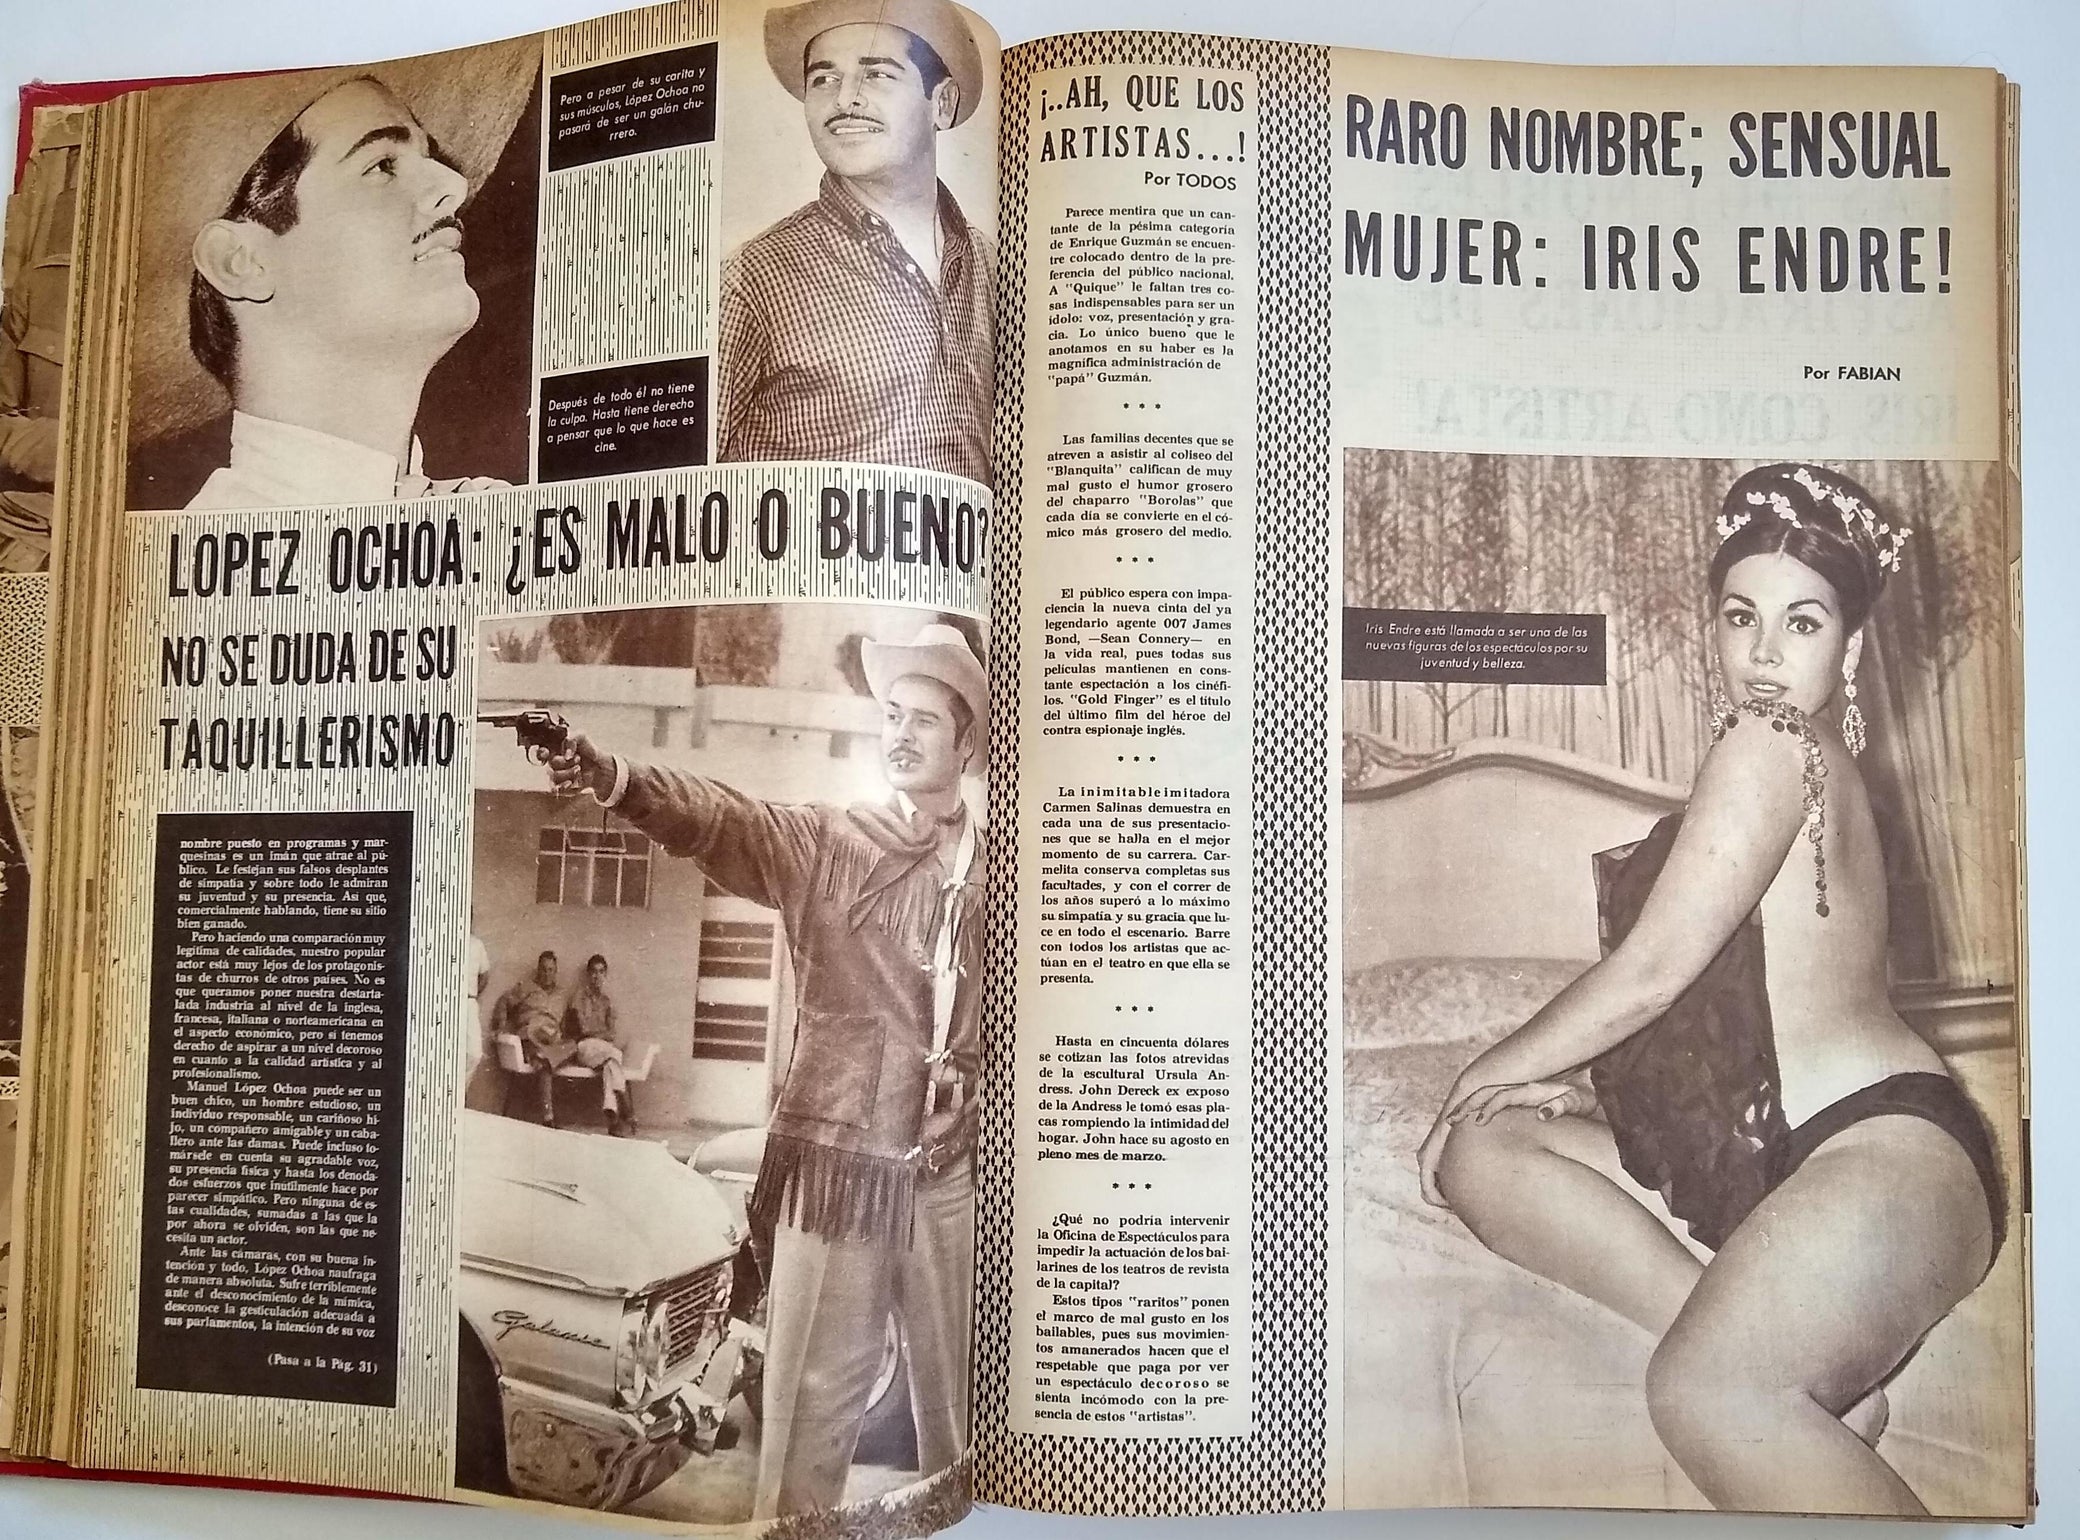 Pero a pesar de su carita y
sus músculos, López Ochoa no
pasará de ser un galán chu-
rrero.
Después de todo él no tiene
la culpa. Hasta tiene derecho
a pensar que lo que hace es
cine.
LOPEZ OCHOA: ¿ES MALO O BUENO?
NO SE DUDA DE SU
TAQUILLERISMO
nombre puesto en programas y mar-
quesinas es un imán que atrae al pú-
blico. Le festejan sus falsos desplantes
de simpatía y sobre todo le admiran
su juventud y su presencia. Así que,
comercialmente hablando, tiene su sitio
bien ganado.
Pero haciendo una comparación muy
legítima de calidades, nuestro popular
actor está muy lejos de los protagonis-
tas de churros de otros países. No es
que queramos poner nuestra destarta-
lada industria al nivel de la inglesa,
francesa, italiana o norteamericana en
el aspecto económico, pero sí tenemos
derecho de aspirar a un nivel decoroso
en cuanto a la calidad artística y al
profesionalismo.
Manuel López Ochoa puede ser un
buen chico, un hombre estudioso, un
individuo responsable, un cariñoso hi-
jo, un compañero amigable y un caba-
llero ante las damas. Puede incluso to-
mársele en cuenta su agradable voz,
su presencia física y hasta los denoda-
dos esfuerzos que inútilmente hace por
parecer simpático. Pero ninguna de es-
tas cualidades, sumadas a las que la
por ahora se olviden, son las que ne-
cesita un actor.
Ante las cámaras, con su buena in-
tención y todo, López Ochoa naufraga
de manera absoluta. Sufre terriblemente
ante el desconocimiento de la mímica,
desconoce la gesticulación adecuada a
sus parlamentos, la intención de su voz
(Pasa a la Pág. 31)
Galaxie
¡..AH, QUE LOS
ARTISTAS...!
Por TODOS
Parece mentira que un can-
tante de la pésima categoría
de Enrique Guzmán se encuen-
tre colocado dentro de la pre-
ferencia del público nacional.
A "Quique" le faltan tres co-
sas indispensables para ser un
ídolo: voz, presentación y gra-
cia. Lo único bueno que le
anotamos en su haber es la
magnífica administración de
"papá" Guzmán.
* * *
Las familias decentes que se
atreven a asistir al coliseo del
"Blanquita" califican de muy
mal gusto el humor grosero
del chaparro "Borolas" que
cada día se convierte en el có-
mico más grosero del medio.
* * *
El público espera con impa-
ciencia la nueva cinta del ya
legendario agente 007 James
Bond, —Sean Connery— en
la vida real, pues todas sus
películas mantienen en cons-
tante espectación a los cinéfi-
los. "Gold Finger" es el título
del último film del héroe del
contra espionaje inglés.
* * *
La inimitable imitadora
Carmen Salinas demuestra en
cada una de sus presentacio-
nes que se halla en el mejor
momento de su carrera. Car-
melita conserva completas sus
facultades, y con el correr de
los años superó a lo máximo
su simpatía y su gracia que lu-
ce en todo el escenario. Barre
con todos los artistas que ac-
túan en el teatro en que ella se
presenta.
* * *
Hasta en cincuenta dólares
se cotizan las fotos atrevidas
de la escultural Ursula An-
dress. John Dereck ex exposo
de la Andress le tomó esas pla-
cas rompiendo la intimidad del
hogar. John hace su agosto en
pleno mes de marzo.
* * *
¿Qué no podría intervenir
la Oficina de Espectáculos para
impedir la actuación de los bai-
larines de los teatros de revista
de la capital?
Estos tipos "raritos" ponen
el marco de mal gusto en los
bailables, pues sus movimien-
tos amanerados hacen que el
respetable que paga por ver
un espectáculo decoroso se
sienta incómodo con la pre-
sencia de estos "artistas".
RARO NOMBRE; SENSUAL
MUJER: IRIS ENDRE!
Por FABIAN
Iris Endre está llamada a ser una de las
nuevas figuras de los espectáculos por su
juventud y belleza.